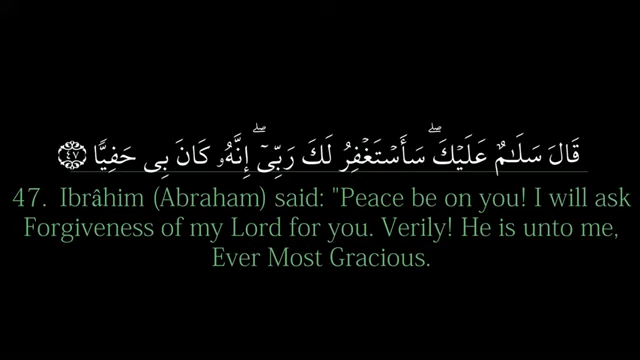 قَالَ سَلَـٰمٌ عَلَيْكَ ۖ سَأَسْتَغْفِرُ لَكَ رَبِّىٓ ۖ إِنَّهُۥ كَانَ بِى حَفِيًّا ٤٧
47. Ibrâhim (Abraham) said: "Peace be on you! I will ask
Forgiveness of my Lord for you. Verily! He is unto me,
Ever Most Gracious.